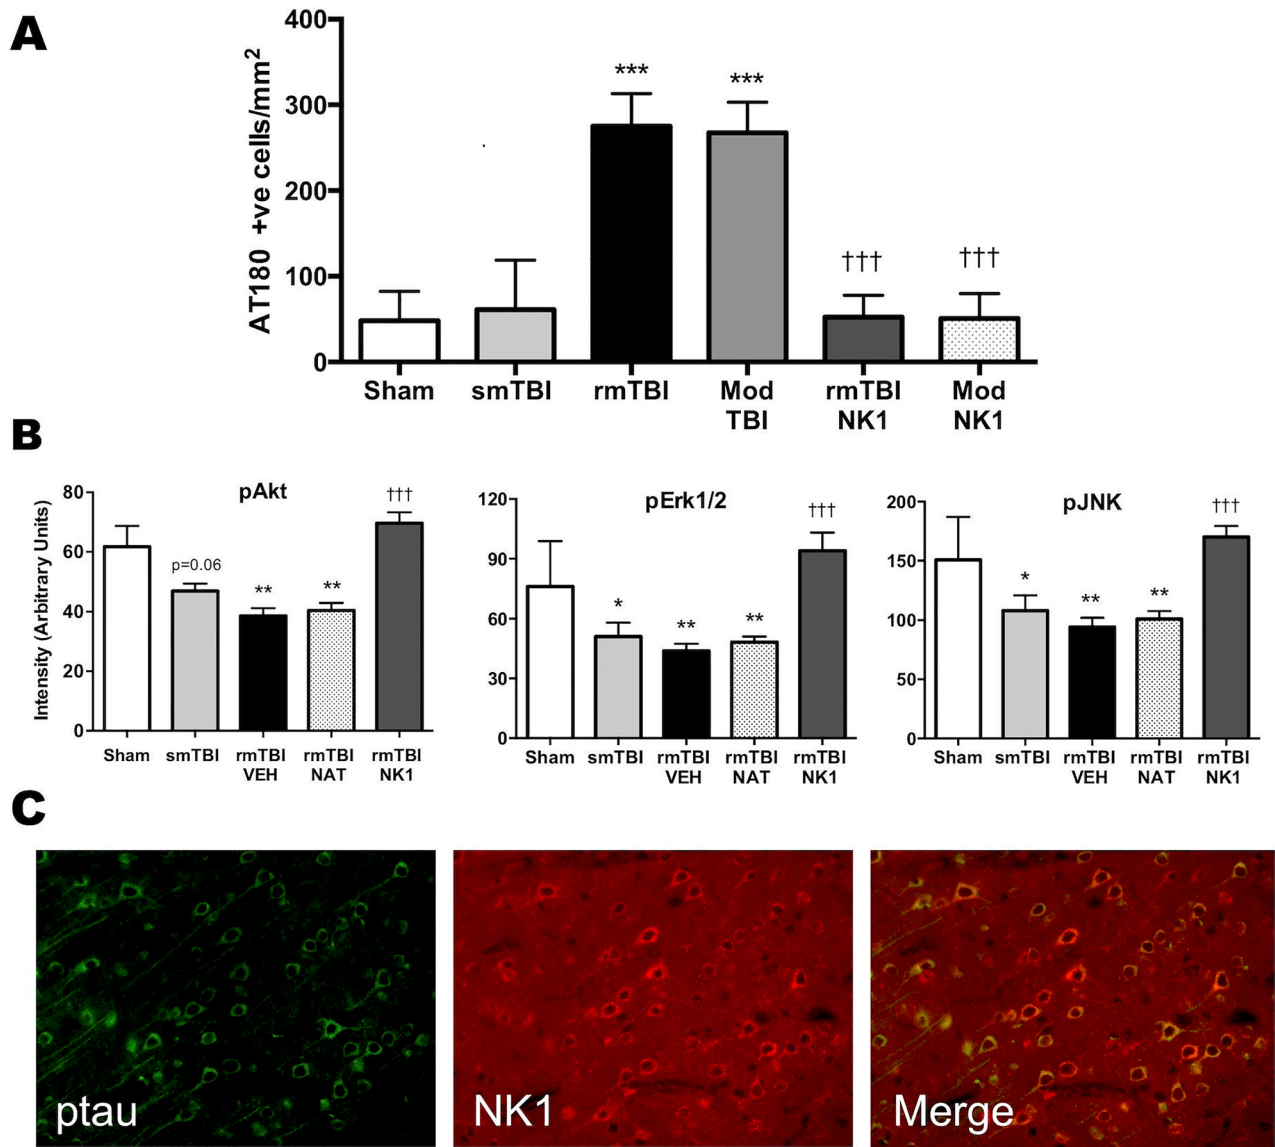 A
AT180 +ve cells/mm2
400
300
200
100
0
***
***
†††
†††
Sham
smTBI
rmTBI
Mod
TBI
rmTBI
NK1
Mod
NK1
B
Intensity (Arbitrary Units)
pAkt
80
60
40
20
0
p=0.06
**
**
†††
Sham
smTBI
rmTBI
VEH
rmTBI
NAT
rmTBI
NK1
pErk1/2
120
90
60
30
0
*
**
**
†††
Sham
smTBI
rmTBI
VEH
rmTBI
NAT
rmTBI
NK1
pJNK
200
150
100
50
0
*
**
**
†††
Sham
smTBI
rmTBI
VEH
rmTBI
NAT
rmTBI
NK1
C
ptau
NK1
Merge